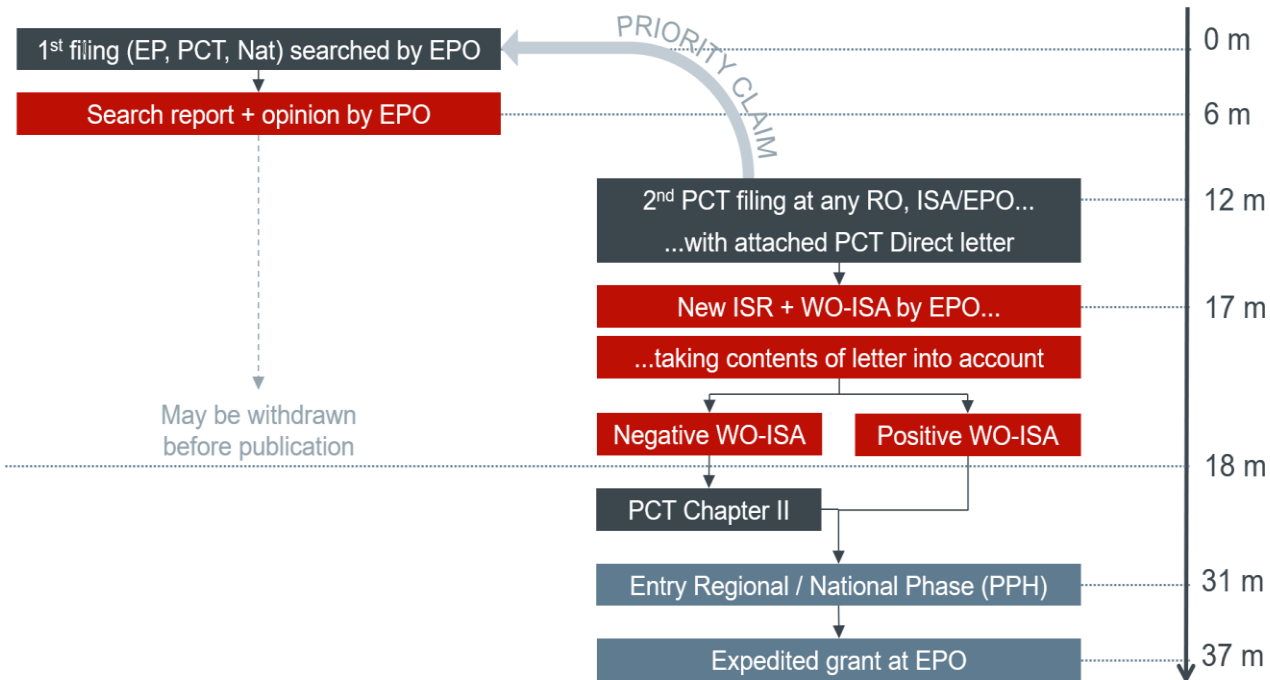 PRIORITY CLAIM
0 m
1st filing (EP, PCT, Nat) searched by EPO
Search report + opinion by EPO
6 m
2nd PCT filing at any RO, ISA/EPO...
...with attached PCT Direct letter
12 m
New ISR + WO-ISA by EPO...
17 m
...taking contents of letter into account
May be withdrawn
before publication
Negative WO-ISA
Positive WO-ISA
18 m
PCT Chapter II
Entry Regional / National Phase (PPH)
31 m
Expedited grant at EPO
37 m